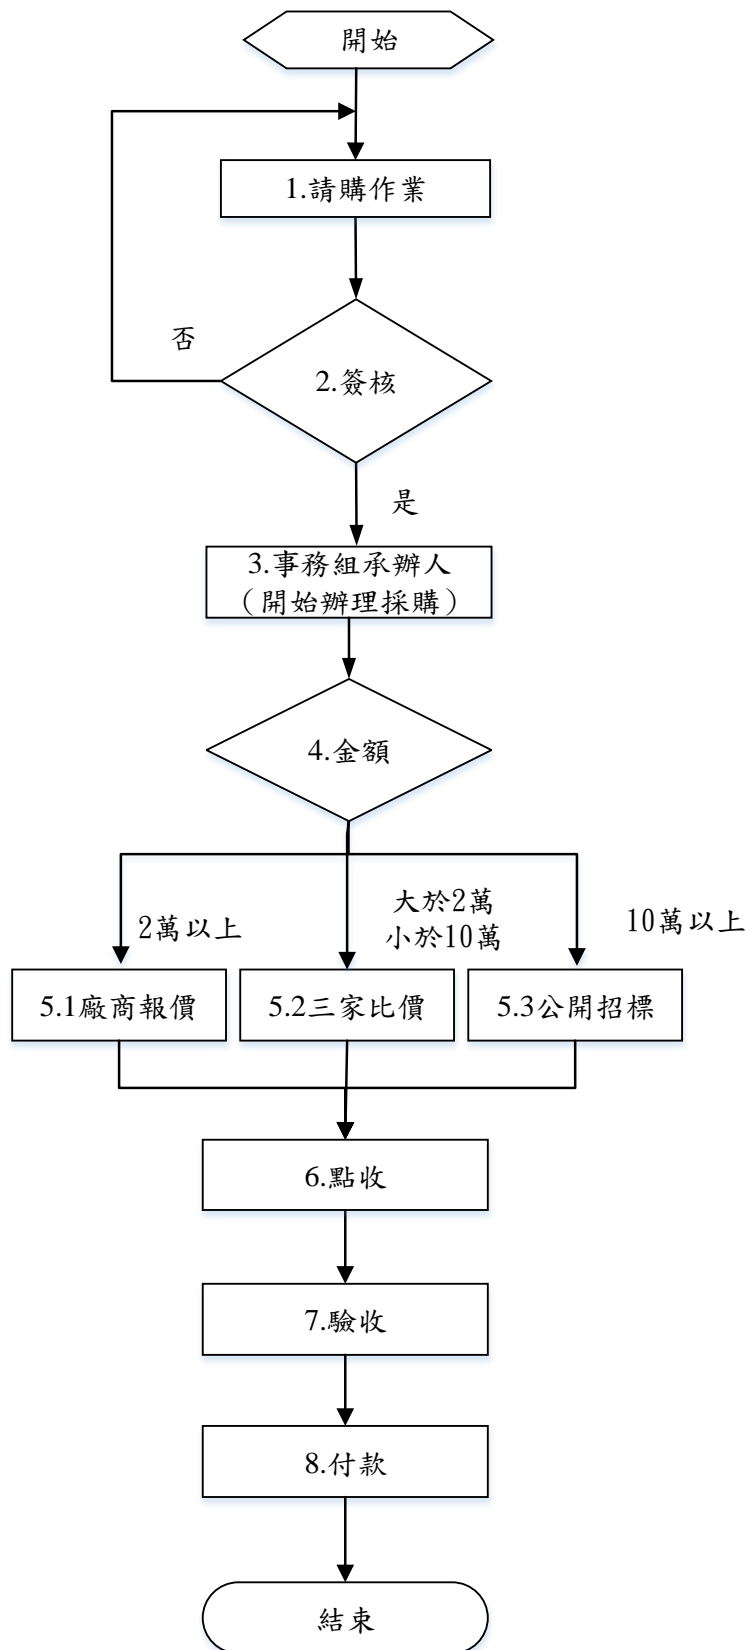 開始
1.請購作業
否
2.簽核
是
3.事務組承辦人
（開始辦理採購）
4.金額
2萬以上
大於2萬
小於10萬
10萬以上
5.1廠商報價
5.2三家比價
5.3公開招標
6.點收
7.驗收
8.付款
結束